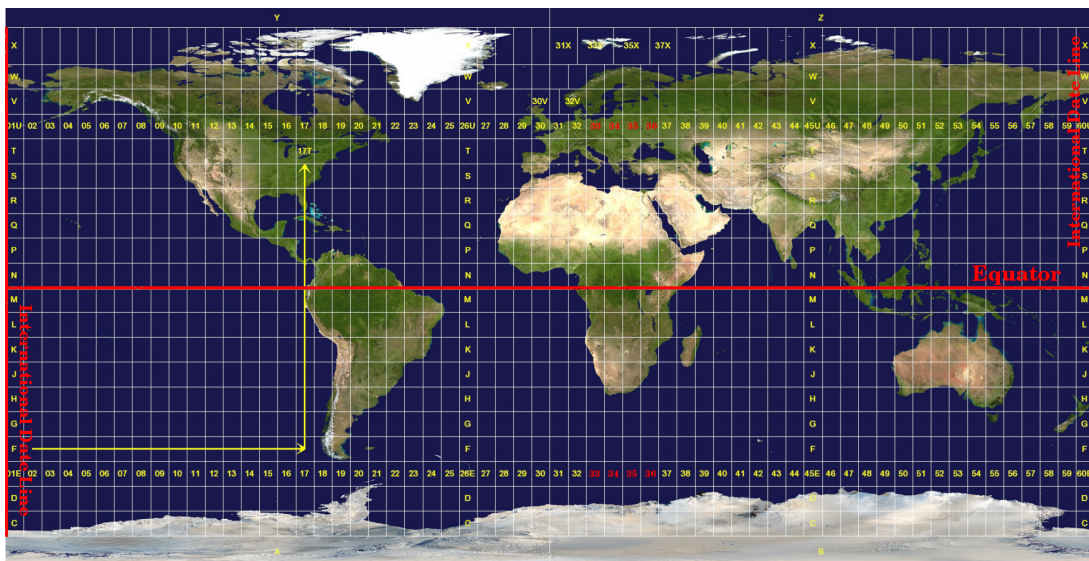 Y Z
X X 31X 33X 35X 37X X X
W W W W
V V 30V 32V V V
01U 02 03 04 05 06 07 08 09 10 11 12 13 14 15 16 17 18 19 20 21 22 23 24 25 26U 27 28 29 30 31 32 33 34 35 36 37 38 39 40 41 42 43 44 45U 46 47 48 49 50 51 52 53 54 55 56 57 58 59 60U
T 17T T T T
S S S S
R R R R
Q Q Q Q
P P P P
N N N N
International Date Line
Equator
M M M M
L L L L
K K K K
J J J J
H H H H
G G G G
F F F F
International Date Line
01E 02 03 04 05 06 07 08 09 10 11 12 13 14 15 16 17 18 19 20 21 22 23 24 25 26E 27 28 29 30 31 32 33 34 35 36 37 38 39 40 41 42 43 44 45E 46 47 48 49 50 51 52 53 54 55 56 57 58 59 60E
D D D D
C C C C
A B